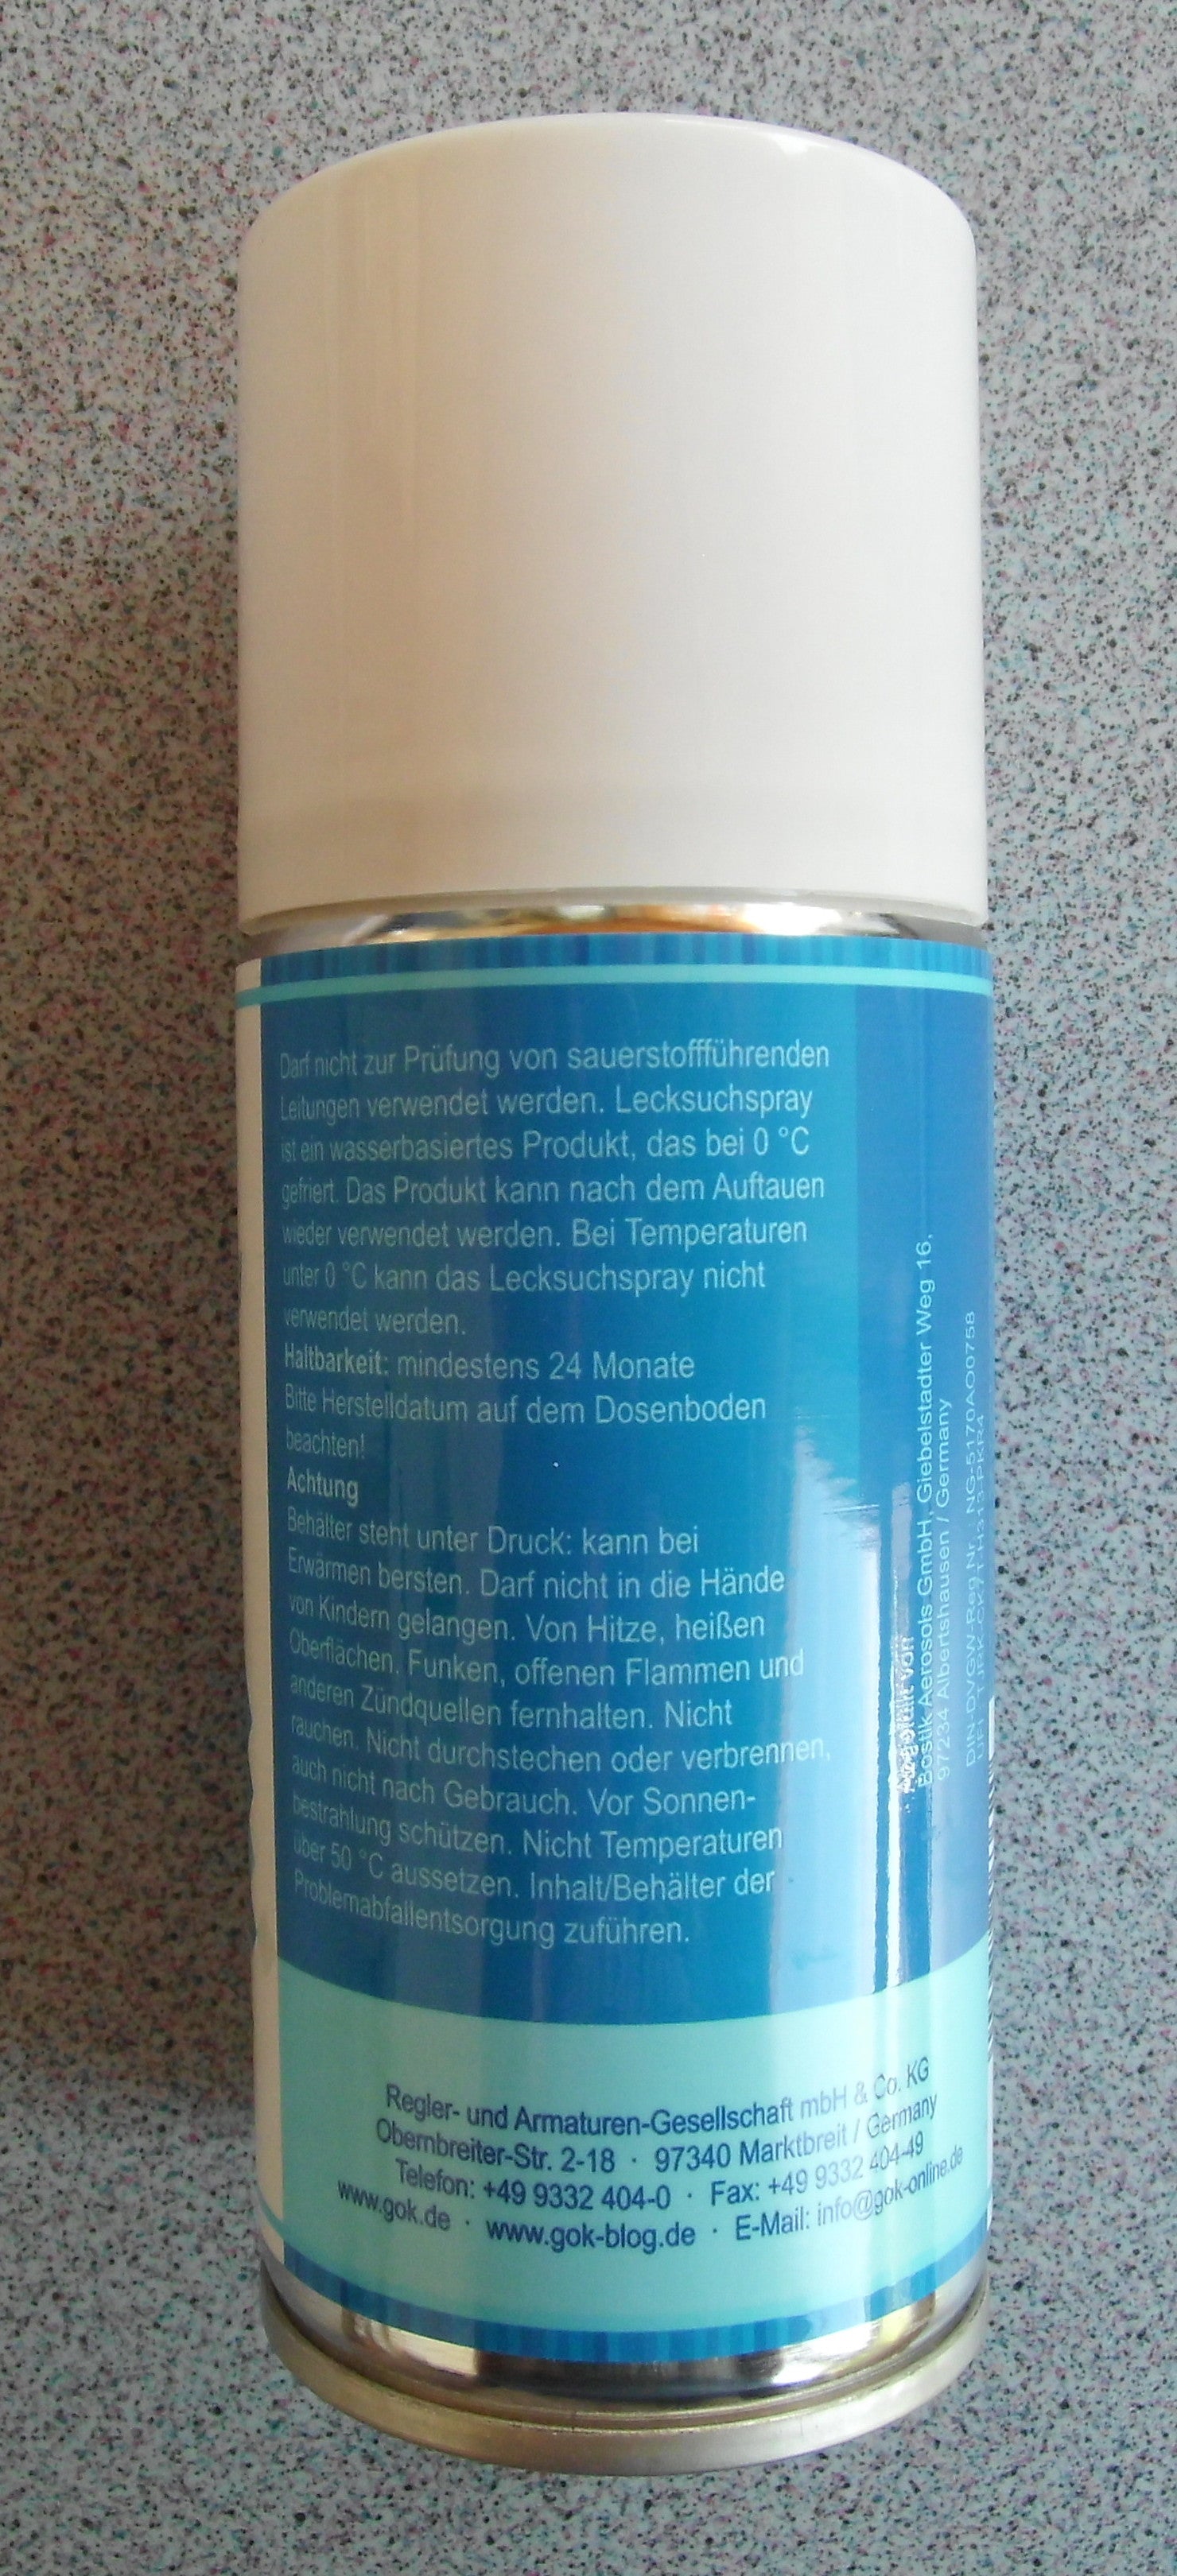 Darf nicht zur Prüfung von sauerstoffführenden
Leitungen verwendet werden. Lecksuchspray
ist ein wasserbasiertes Produkt, das bei 0 °C
gefriert. Das Produkt kann nach dem Auftauen
wieder verwendet werden. Bei Temperaturen
unter 0 °C kann das Lecksuchspray nicht
verwendet werden.
Haltbarkeit: mindestens 24 Monate
Bitte Herstelldatum auf dem Dosenboden
beachten!
Achtung
Behälter steht unter Druck: kann bei
Erwärmen bersten. Darf nicht in die Hände
von Kindern gelangen. Von Hitze, heißen
Oberflächen. Funken, offenen Flammen und
anderen Zündquellen fernhalten. Nicht
rauchen. Nicht durchstechen oder verbrennen,
auch nicht nach Gebrauch. Vor Sonnen-
bestrahlung schützen. Nicht Temperaturen
über 50 °C aussetzen. Inhalt/Behälter der
Problemabfallentsorgung zuführen.
Abgefüllt von
Bostik Aerosols GmbH, Giebelstadter Weg 16,
97234 Albertshausen / Germany
DIN-DVGW-Reg.Nr.: NG-5170AO0758
Regler- und Armaturen-Gesellschaft mbH & Co. KG
Obernbreiter-Str. 2-18 · 97340 Marktbreit / Germany
Telefon: +49 9332 404-0 · Fax: +49 9332 404-49
www.gok.de · www.gok-blog.de · E-Mail: info@gok-online.de